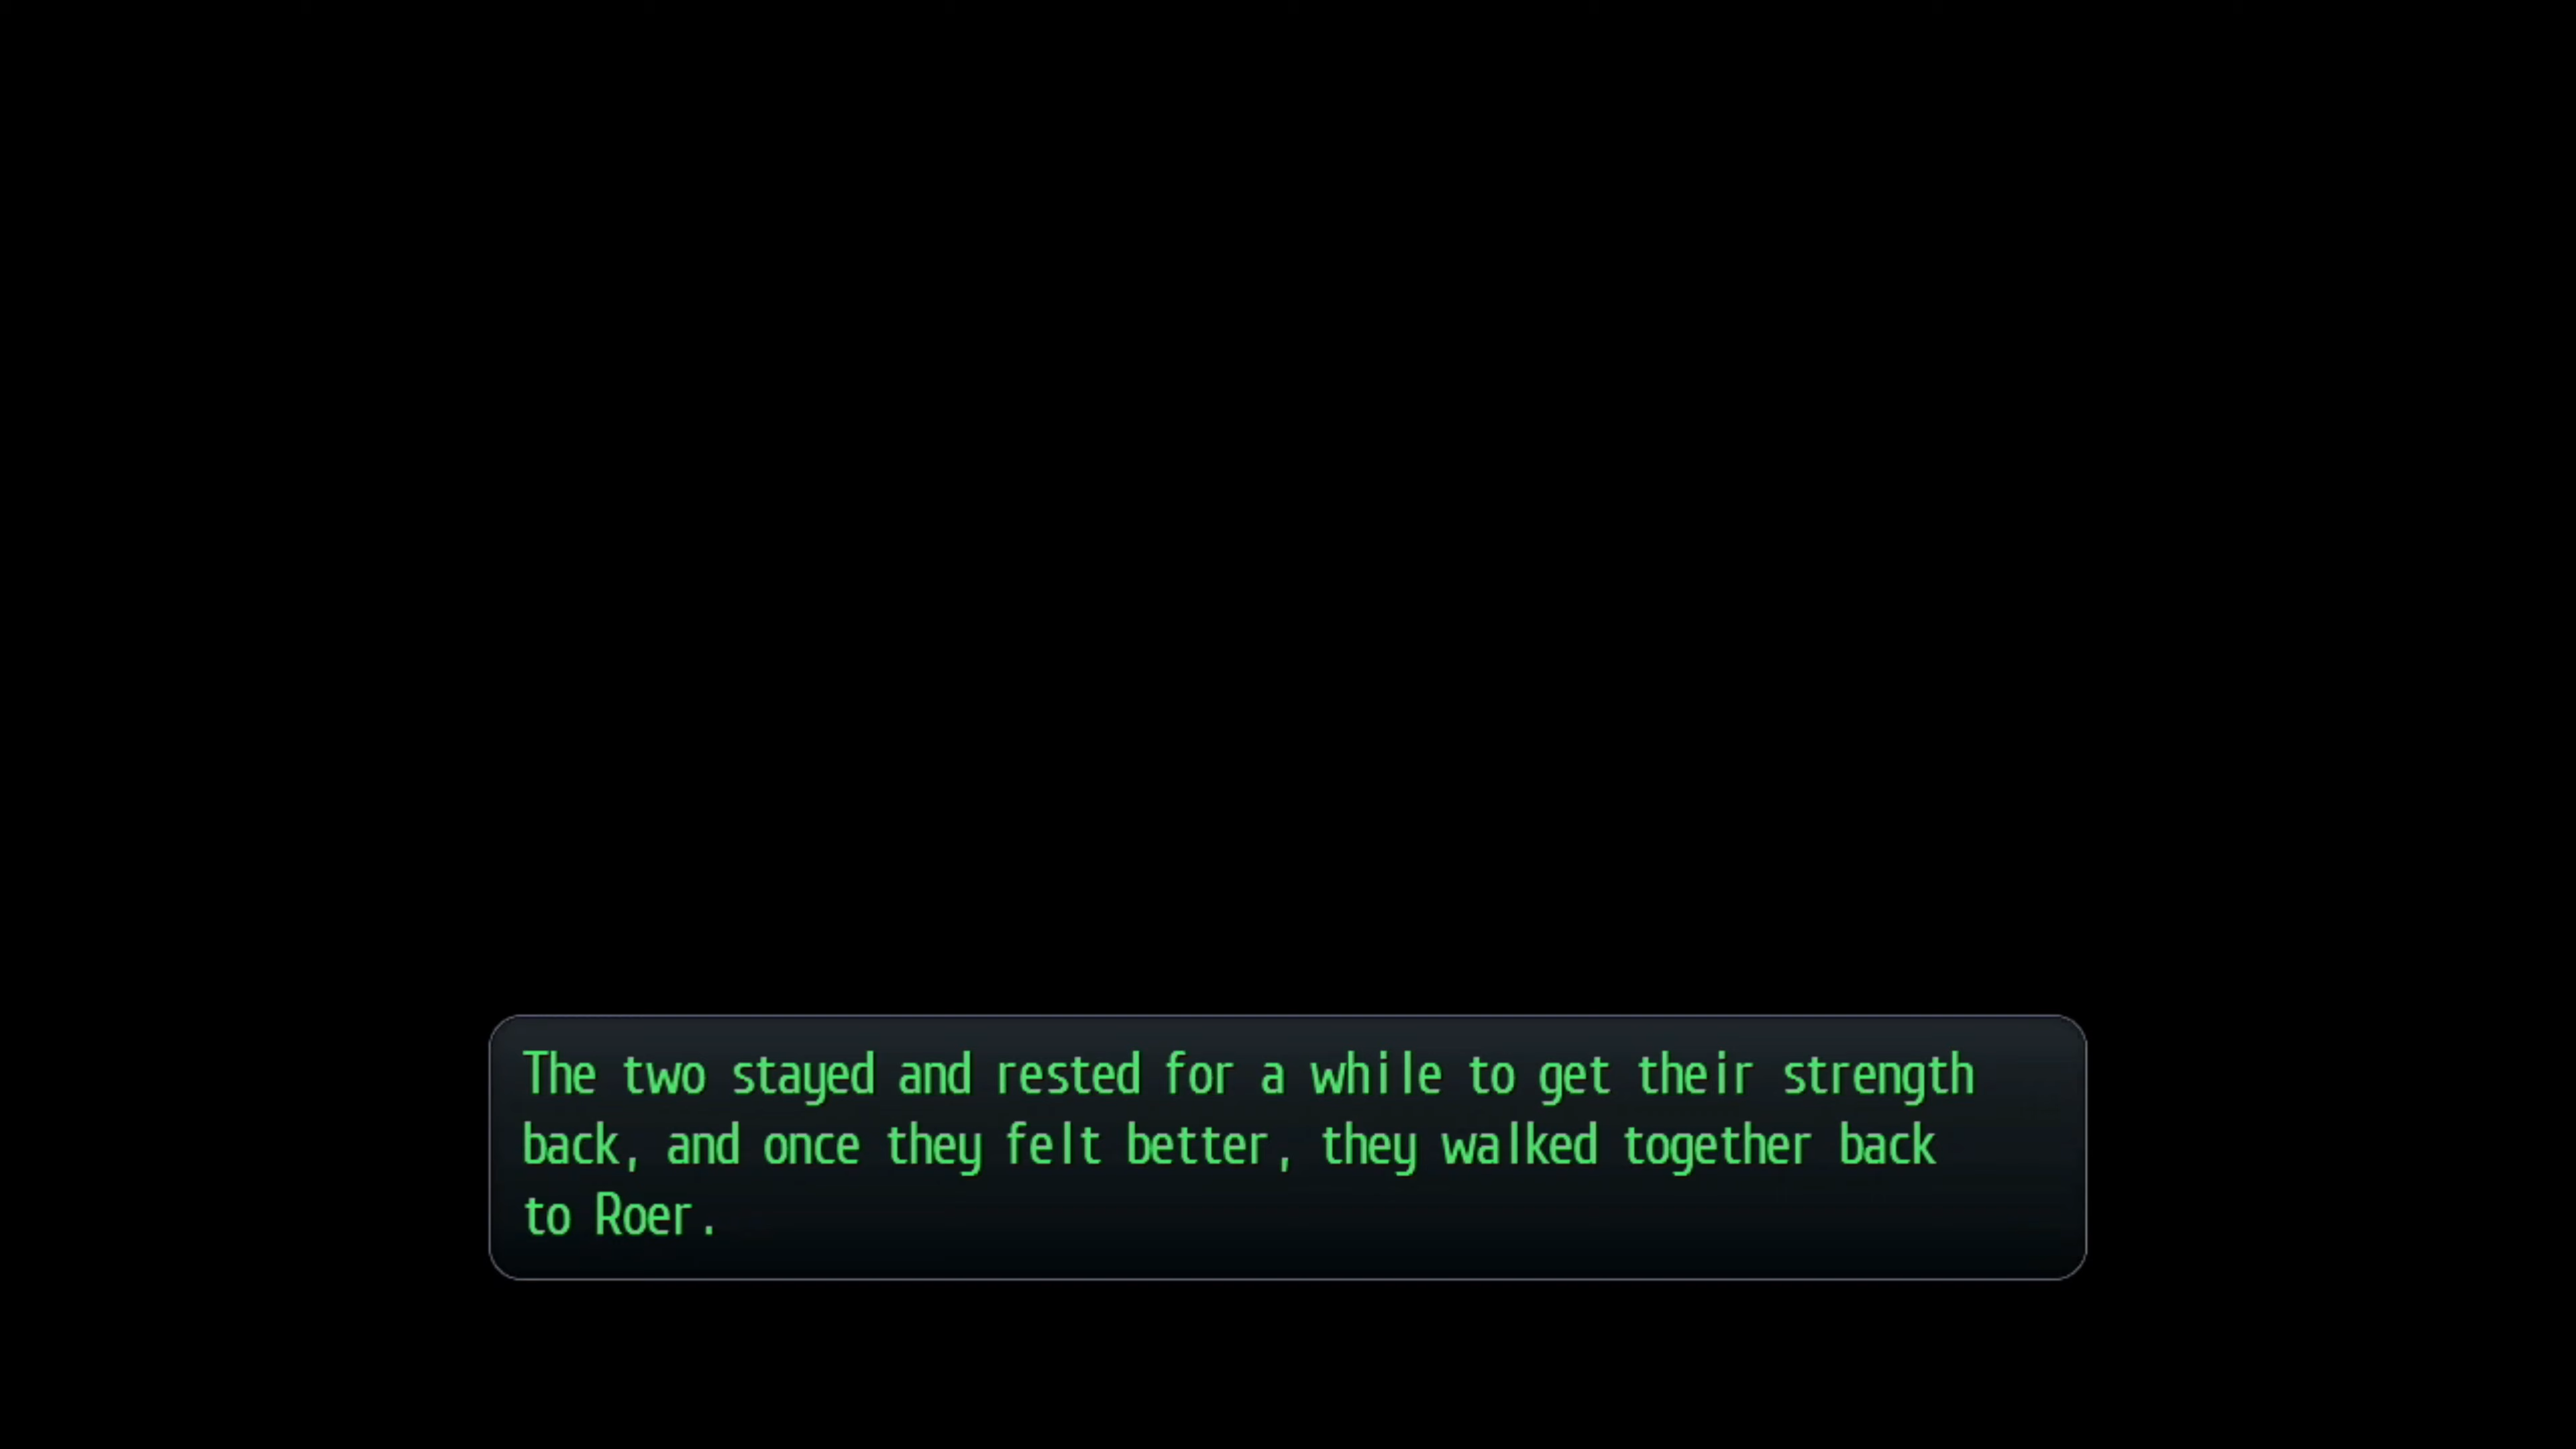 The two stayed and rested for a while to get their strength
back, and once they felt better, they walked together back
to Roer.